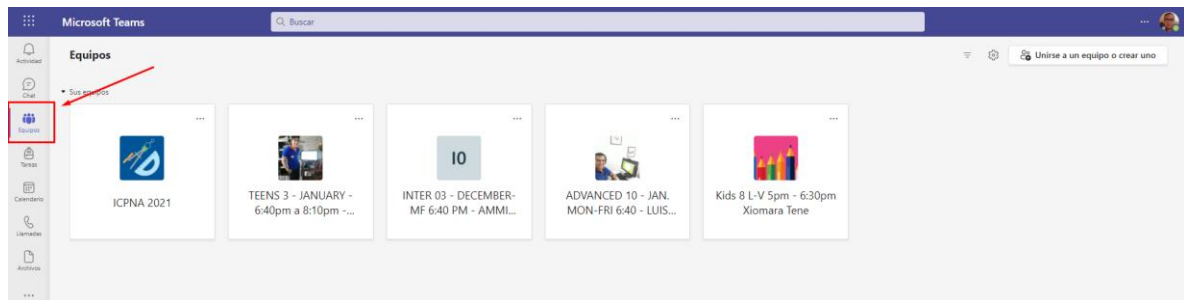 Microsoft Teams
Buscar
Actividad
Chat
Equipos
Tareas
Calendario
Llamadas
Archivos
Equipos
Unirse a un equipo o crear uno
Sus equipos
ICPNA 2021
TEENS 3 - JANUARY -
6:40pm a 8:10pm -...
IO
INTER 03 - DECEMBER-
MF 6:40 PM - AMMI...
ADVANCED 10 - JAN.
MON-FRI 6:40 - LUIS...
Kids 8 L-V 5pm - 6:30pm
Xiomara Tene